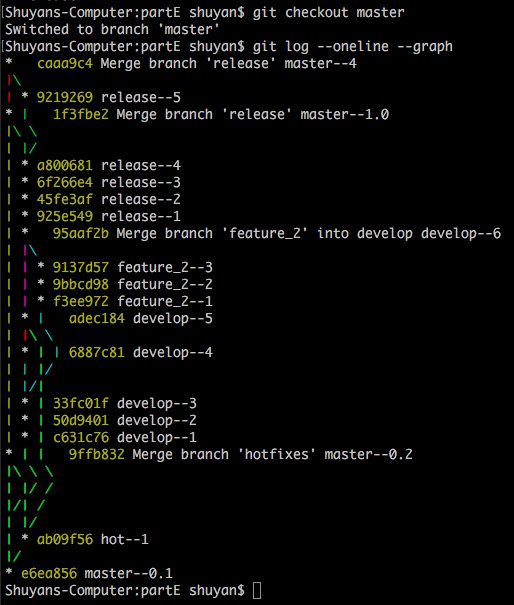 [Shuyans-Computer:partE shuyan$ git checkout master
Switched to branch 'master'
[Shuyans-Computer:partE shuyan$ git log --oneline --graph
*   caaa9c4 Merge branch 'release' master--4
|\
| * 9219269 release--5
* |   1f3fbe2 Merge branch 'release' master--1.0
|\ \
| |/
| * a800681 release--4
| * 6f266e4 release--3
| * 45fe3af release--2
| * 925e549 release--1
| *   95aaf2b Merge branch 'feature_2' into develop develop--6
| |\
| | * 9137d57 feature_2--3
| | * 9bbcd98 feature_2--2
| | * f3ee972 feature_2--1
| * |   adec184 develop--5
| |\ \
| * | | 6887c81 develop--4
| | |/
| |/|
| * | 33fc01f develop--3
| * | 50d9401 develop--2
| * | c631c76 develop--1
* | |   9ffb832 Merge branch 'hotfixes' master--0.2
|\ \ \
| |/ /
|/| /
| |/
| * ab09f56 hot--1
|/
* e6ea856 master--0.1
Shuyans-Computer:partE shuyan$